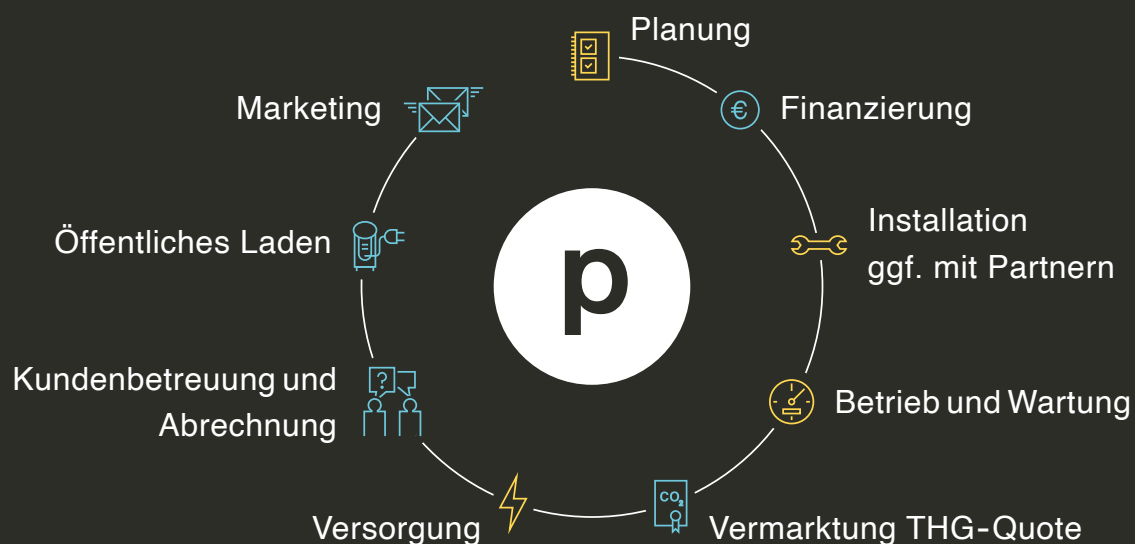 Planung
€
Finanzierung
Installation
ggf. mit Partnern
Betrieb und Wartung
CO₂
Vermarktung THG-Quote
Versorgung
?
Kundenbetreuung und
Abrechnung
Öffentliches Laden
Marketing
p